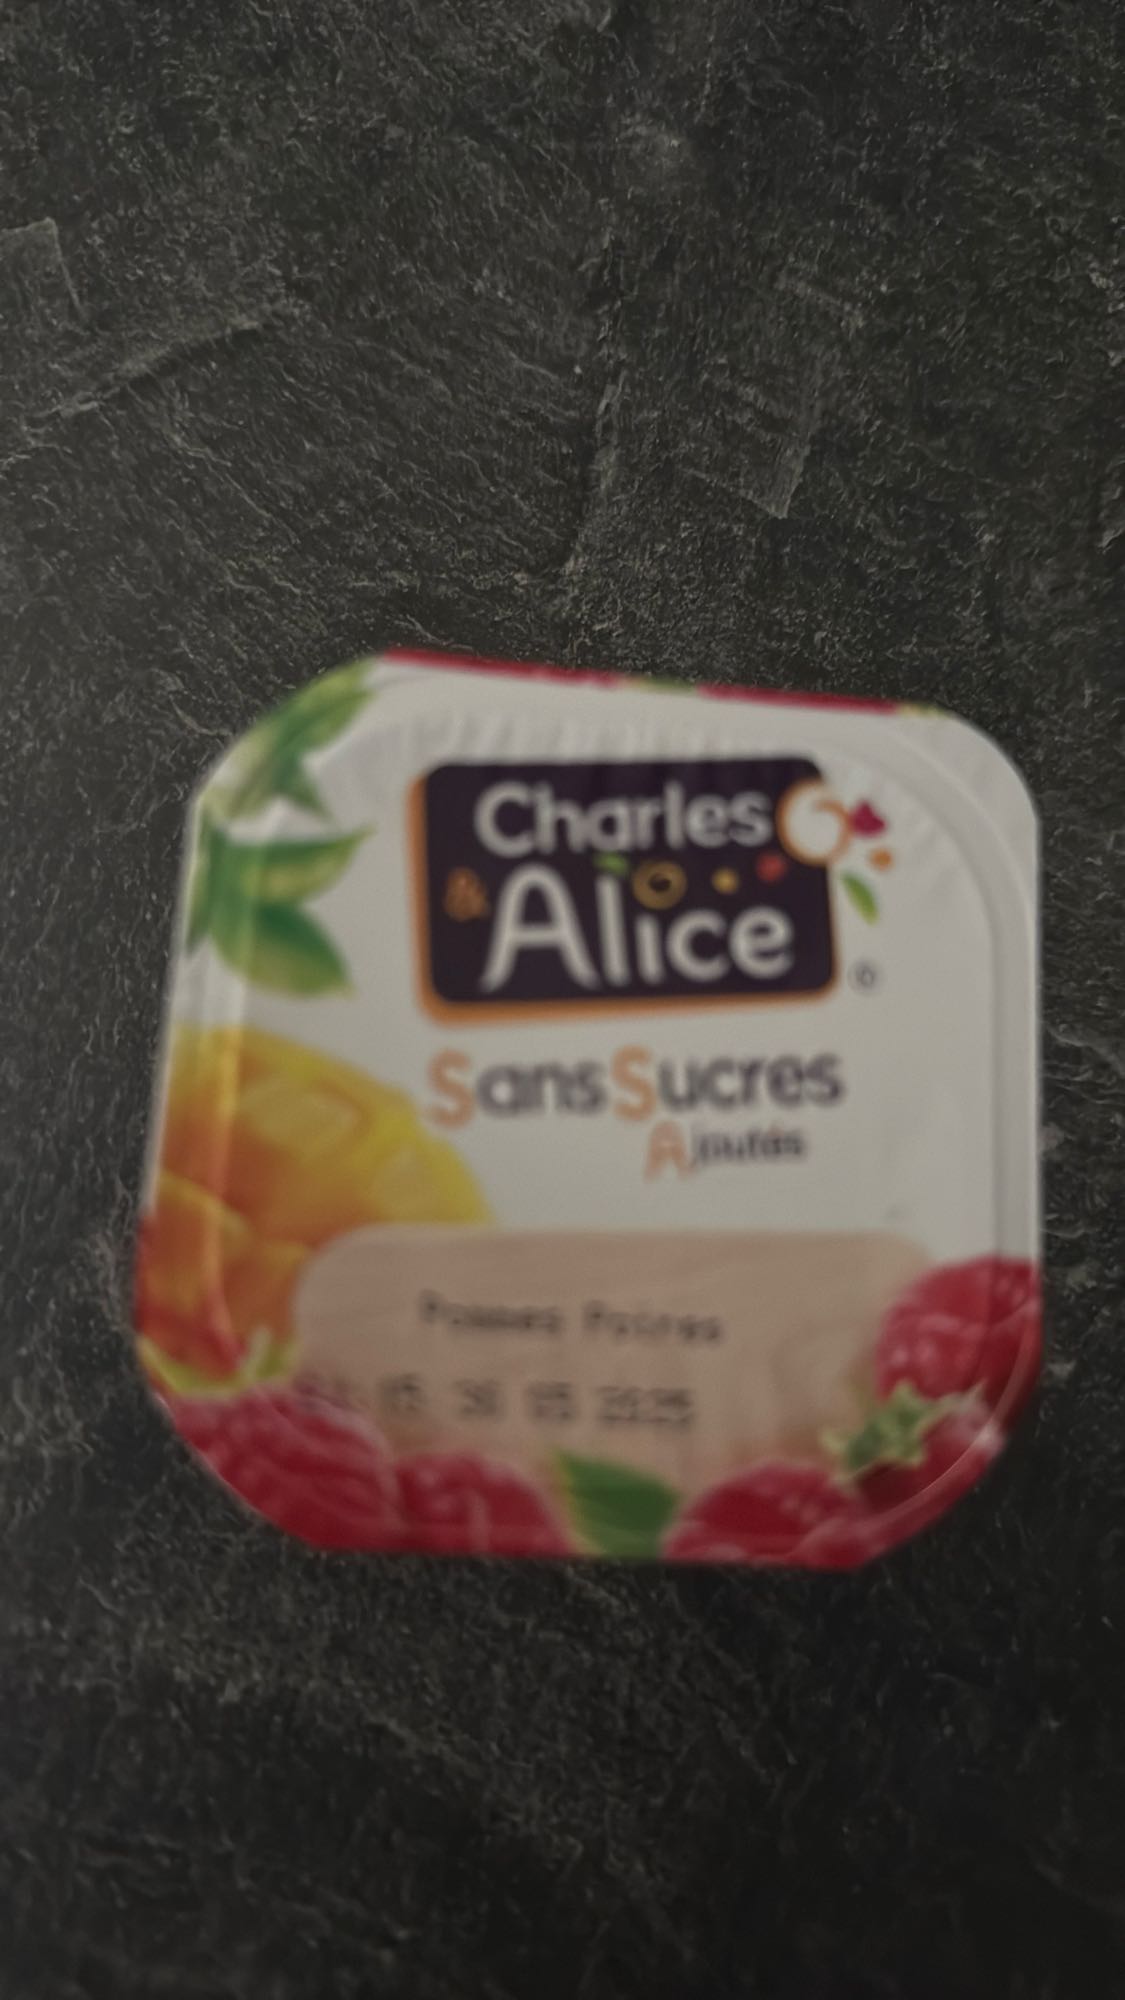 Charles
& Alice
Sans Sucres
Ajoutés
Pommes Poires